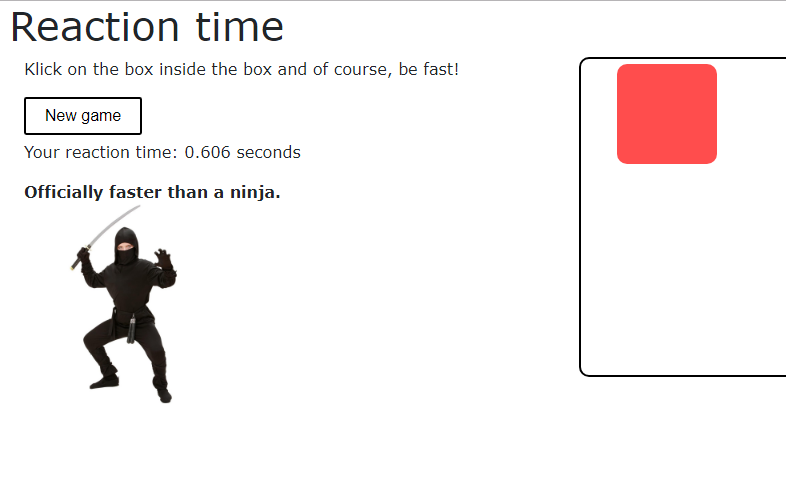 Reaction time
Klick on the box inside the box and of course, be fast!
New game
Your reaction time: 0.606 seconds
Officially faster than a ninja.